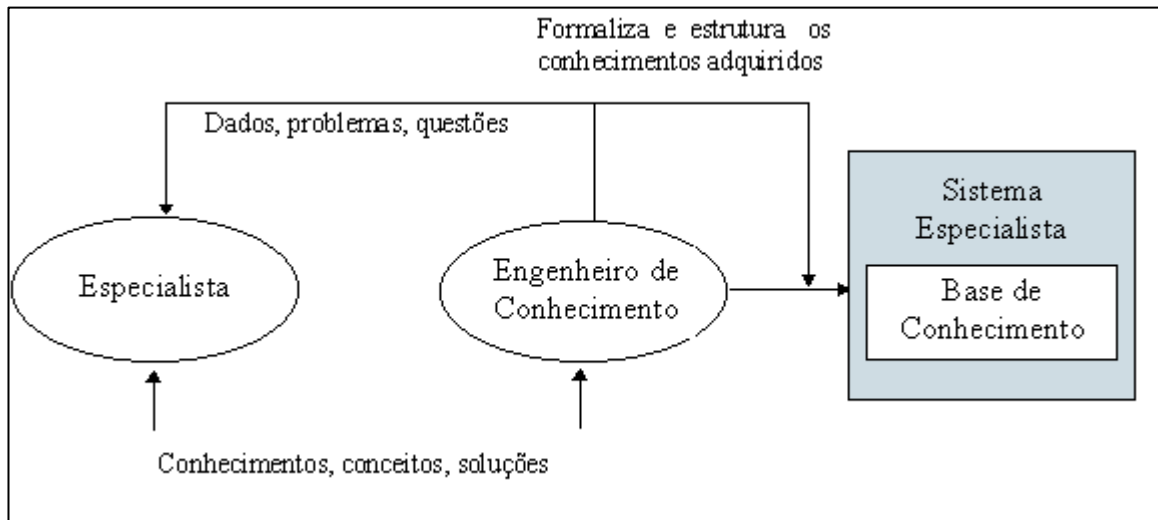 Formaliza e estrutura os
conhecimentos adquiridos
Dados, problemas, questões
Especialista
Engenheiro de
Conhecimento
Sistema
Especialista
Base de
Conhecimento
Conhecimentos, conceitos, soluções